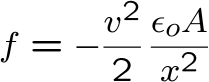 f = -\frac{v^2}{2} \frac{\epsilon_o A}{x^2}